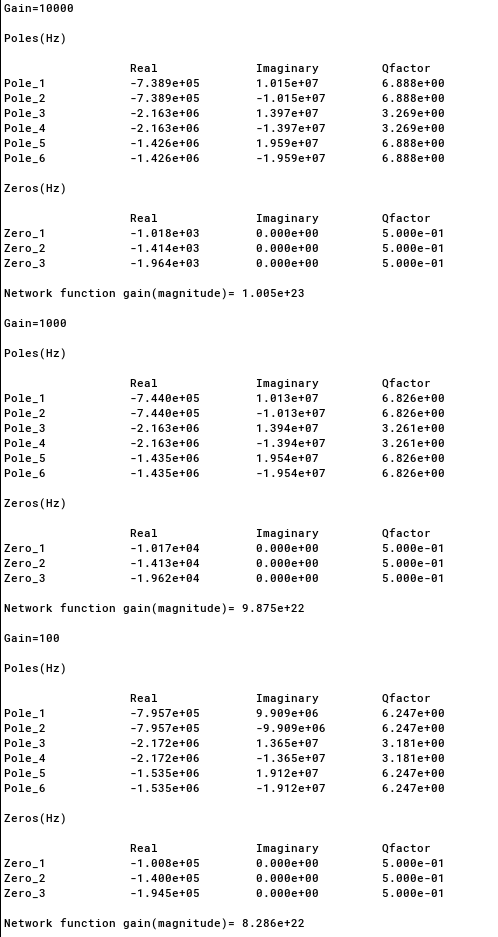 Gain=10000
Poles(Hz)
Real Imaginary Qfactor
Pole_1 -7.389e+05 1.015e+07 6.888e+00
Pole_2 -7.389e+05 -1.015e+07 6.888e+00
Pole_3 -2.163e+06 1.397e+07 3.269e+00
Pole_4 -2.163e+06 -1.397e+07 3.269e+00
Pole_5 -1.426e+06 1.959e+07 6.888e+00
Pole_6 -1.426e+06 -1.959e+07 6.888e+00
Zeros(Hz)
Real Imaginary Qfactor
Zero_1 -1.018e+03 0.000e+00 5.000e-01
Zero_2 -1.414e+03 0.000e+00 5.000e-01
Zero_3 -1.964e+03 0.000e+00 5.000e-01
Network function gain(magnitude)= 1.005e+23
Gain=1000
Poles(Hz)
Real Imaginary Qfactor
Pole_1 -7.440e+05 1.013e+07 6.826e+00
Pole_2 -7.440e+05 -1.013e+07 6.826e+00
Pole_3 -2.163e+06 1.394e+07 3.261e+00
Pole_4 -2.163e+06 -1.394e+07 3.261e+00
Pole_5 -1.435e+06 1.954e+07 6.826e+00
Pole_6 -1.435e+06 -1.954e+07 6.826e+00
Zeros(Hz)
Real Imaginary Qfactor
Zero_1 -1.017e+04 0.000e+00 5.000e-01
Zero_2 -1.413e+04 0.000e+00 5.000e-01
Zero_3 -1.962e+04 0.000e+00 5.000e-01
Network function gain(magnitude)= 9.875e+22
Gain=100
Poles(Hz)
Real Imaginary Qfactor
Pole_1 -7.957e+05 9.909e+06 6.247e+00
Pole_2 -7.957e+05 -9.909e+06 6.247e+00
Pole_3 -2.172e+06 1.365e+07 3.181e+00
Pole_4 -2.172e+06 -1.365e+07 3.181e+00
Pole_5 -1.535e+06 1.912e+07 6.247e+00
Pole_6 -1.535e+06 -1.912e+07 6.247e+00
Zeros(Hz)
Real Imaginary Qfactor
Zero_1 -1.008e+05 0.000e+00 5.000e-01
Zero_2 -1.400e+05 0.000e+00 5.000e-01
Zero_3 -1.945e+05 0.000e+00 5.000e-01
Network function gain(magnitude)= 8.286e+22